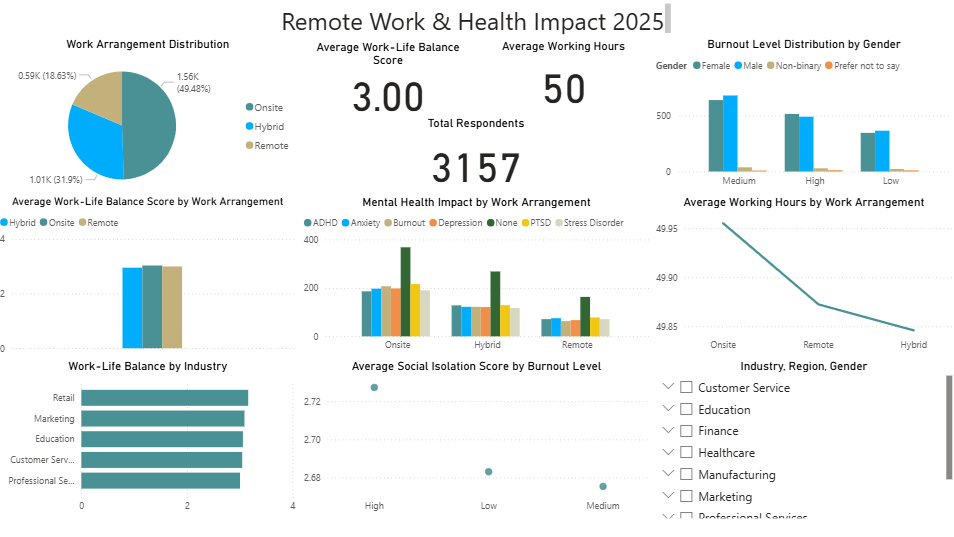 Remote Work & Health Impact 2025
Work Arrangement Distribution
0.59K (18.63%)
1.56K
(49.48%)
1.01K (31.9%)
Onsite
Hybrid
Remote
Average Work-Life Balance
Score
3.00
Average Working Hours
50
Total Respondents
3157
Burnout Level Distribution by Gender
Gender Female Male Non-binary Prefer not to say
500
0
Medium High Low
Average Work-Life Balance Score by Work Arrangement
Hybrid Onsite Remote
4
2
0
Mental Health Impact by Work Arrangement
ADHD Anxiety Burnout Depression None PTSD Stress Disorder
400
200
0
Onsite Hybrid Remote
Average Working Hours by Work Arrangement
49.95
49.90
49.85
Onsite Remote Hybrid
Work-Life Balance by Industry
Retail
Marketing
Education
Customer Serv...
Professional Se...
0 2 4
Average Social Isolation Score by Burnout Level
2.72
2.70
2.68
High Low Medium
Industry, Region, Gender
Customer Service
Education
Finance
Healthcare
Manufacturing
Marketing
Professional Services